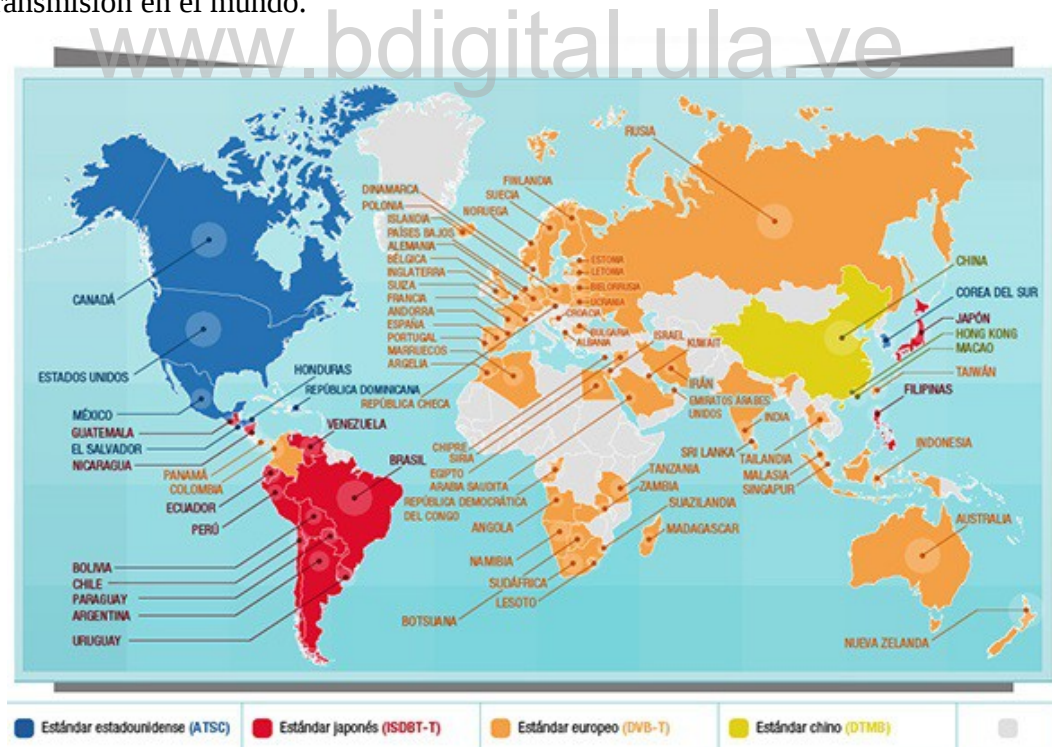 ransmisión en el mundo.
www.bdigital.ula.ve
RUSIA
FINLANDIA
SUECIA
NORUEGA
DINAMARCA
POLONIA
ISLANDIA
PAÍSES BAJOS
ALEMANIA
BÉLGICA
INGLATERRA
SUIZA
FRANCIA
ANDORRA
ESPAÑA
PORTUGAL
MARRUECOS
ARGELIA
REPÚBLICA CHECA
ESTONIA
LETONIA
BIELORRUSIA
UCRANIA
CROACIA
BULGARIA
ALBANIA
ISRAEL
KUWAIT
IRÁN
EMIRATOS ARABES
UNIDOS
INDIA
CHINA
COREA DEL SUR
JAPÓN
HONG KONG
MACAO
TAIWÁN
FILIPINAS
CANADÁ
ESTADOS UNIDOS
MÉXICO
GUATEMALA
EL SALVADOR
NICARAGUA
HONDURAS
REPÚBLICA DOMINICANA
VENEZUELA
BRASIL
PANAMÁ
COLOMBIA
ECUADOR
PERÚ
BOLIVIA
CHILE
PARAGUAY
ARGENTINA
URUGUAY
CHIPRE
SIRIA
EGIPTO
ARABIA SAUDITA
REPÚBLICA DEMOCRÁTICA
DEL CONGO
ANGOLA
NAMIBIA
SUDÁFRICA
LESOTO
BOTSUANA
TANZANIA
ZAMBIA
SUAZILANDIA
MADAGASCAR
SRI LANKA
TAILANDIA
MALASIA
SINGAPUR
INDONESIA
AUSTRALIA
NUEVA ZELANDA
Estándar estadounidense (ATSC)
Estándar japonés (ISDBT-T)
Estándar europeo (DVB-T)
Estándar chino (DTMB)